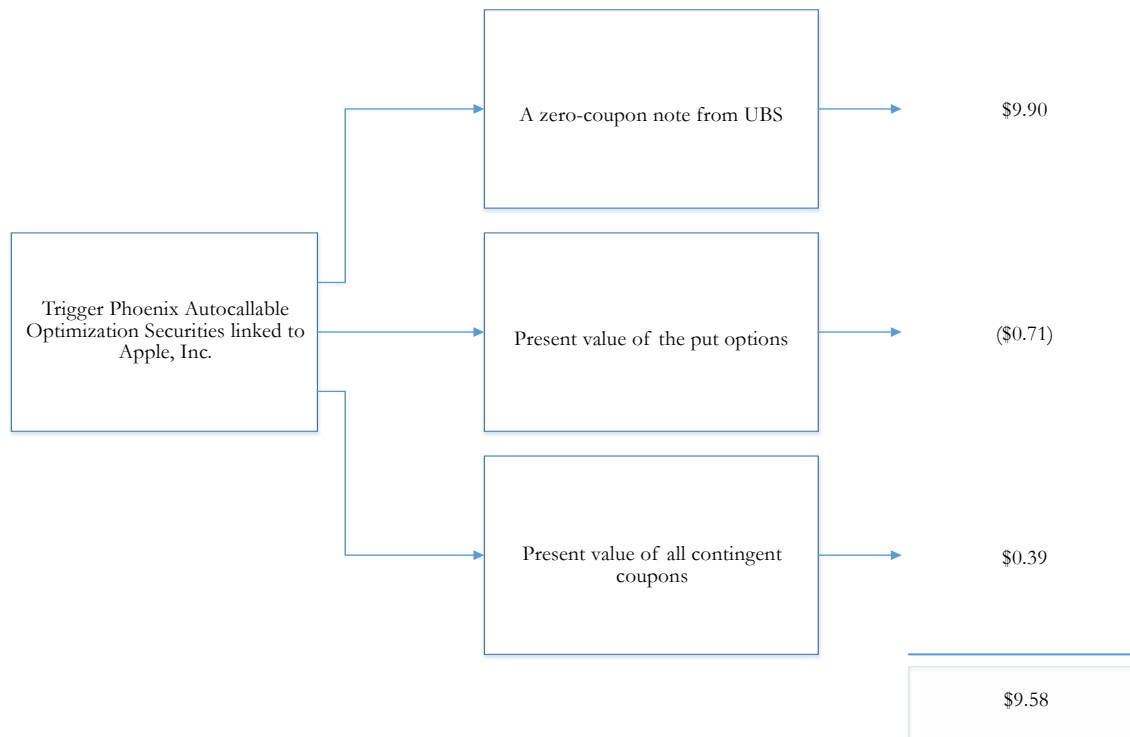 A zero-coupon note from UBS
$9.90
Trigger Phoenix Autocallable
Optimization Securities linked to
Apple, Inc.
Present value of the put options
($0.71)
Present value of all contingent
coupons
$0.39
$9.58